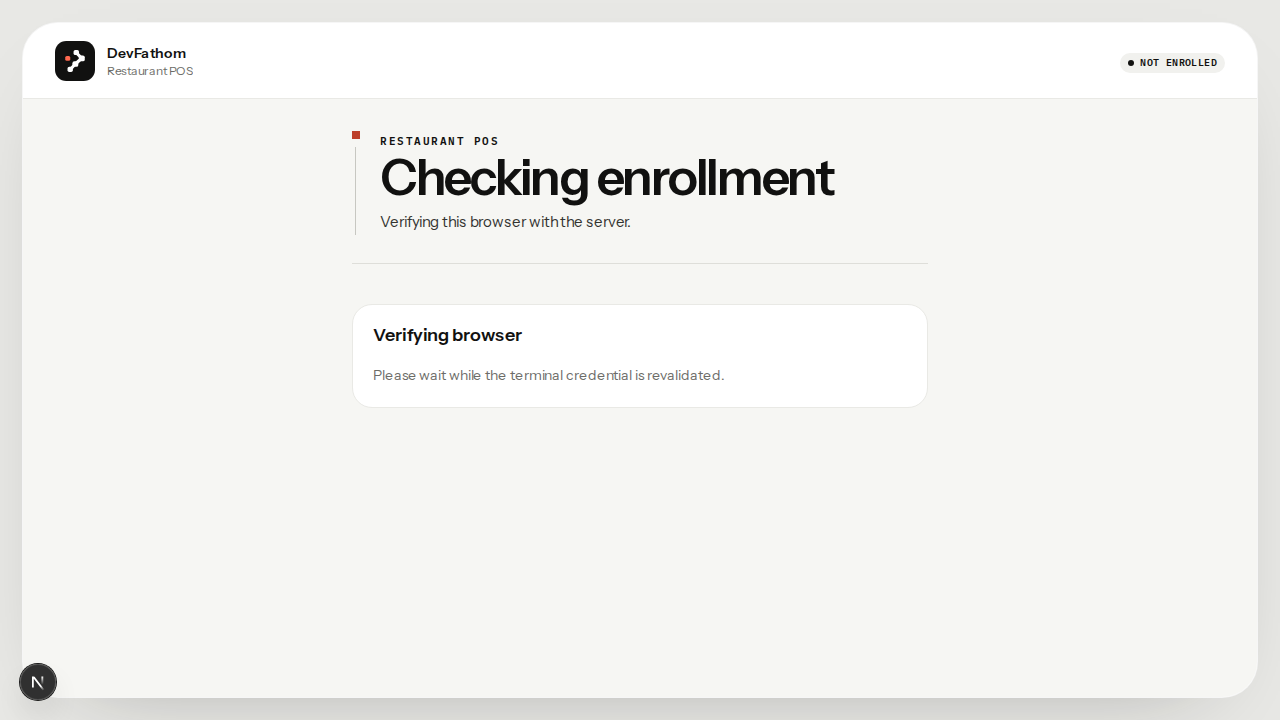 DevFathom
Restaurant POS
NOT ENROLLED
RESTAURANT POS
Checking enrollment
Verifying this browser with the server.
Verifying browser
Please wait while the terminal credential is revalidated.
N